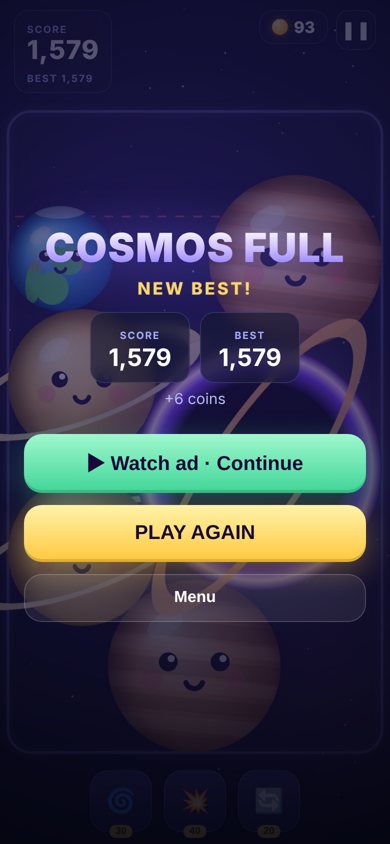 SCORE
1,579
BEST 1,579
93
COSMOS FULL
NEW BEST!
SCORE
1,579
BEST
1,579
+6 coins
▶ Watch ad · Continue
PLAY AGAIN
Menu
30
40
20